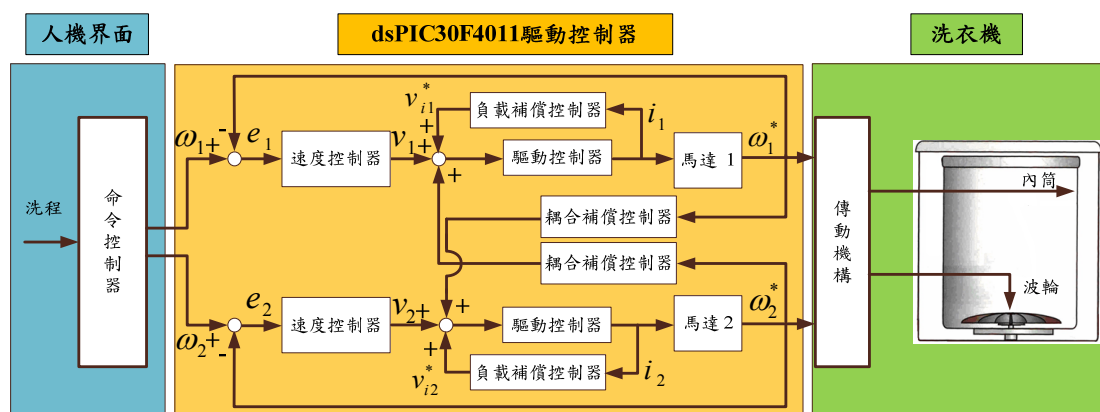 人機界面
dsPIC30F4011驅動控制器
洗衣機
洗程
命令控制器
ω₁+
-
e₁
速度控制器
v₁+
v*ᵢ₁
+
+
負載補償控制器
i₁
驅動控制器
馬達 1
ω*₁
耦合補償控制器
耦合補償控制器
ω₂+
-
e₂
速度控制器
v₂+
+
+
v*ᵢ₂
驅動控制器
負載補償控制器
i₂
馬達 2
ω*₂
傳動機構
內筒
波輪